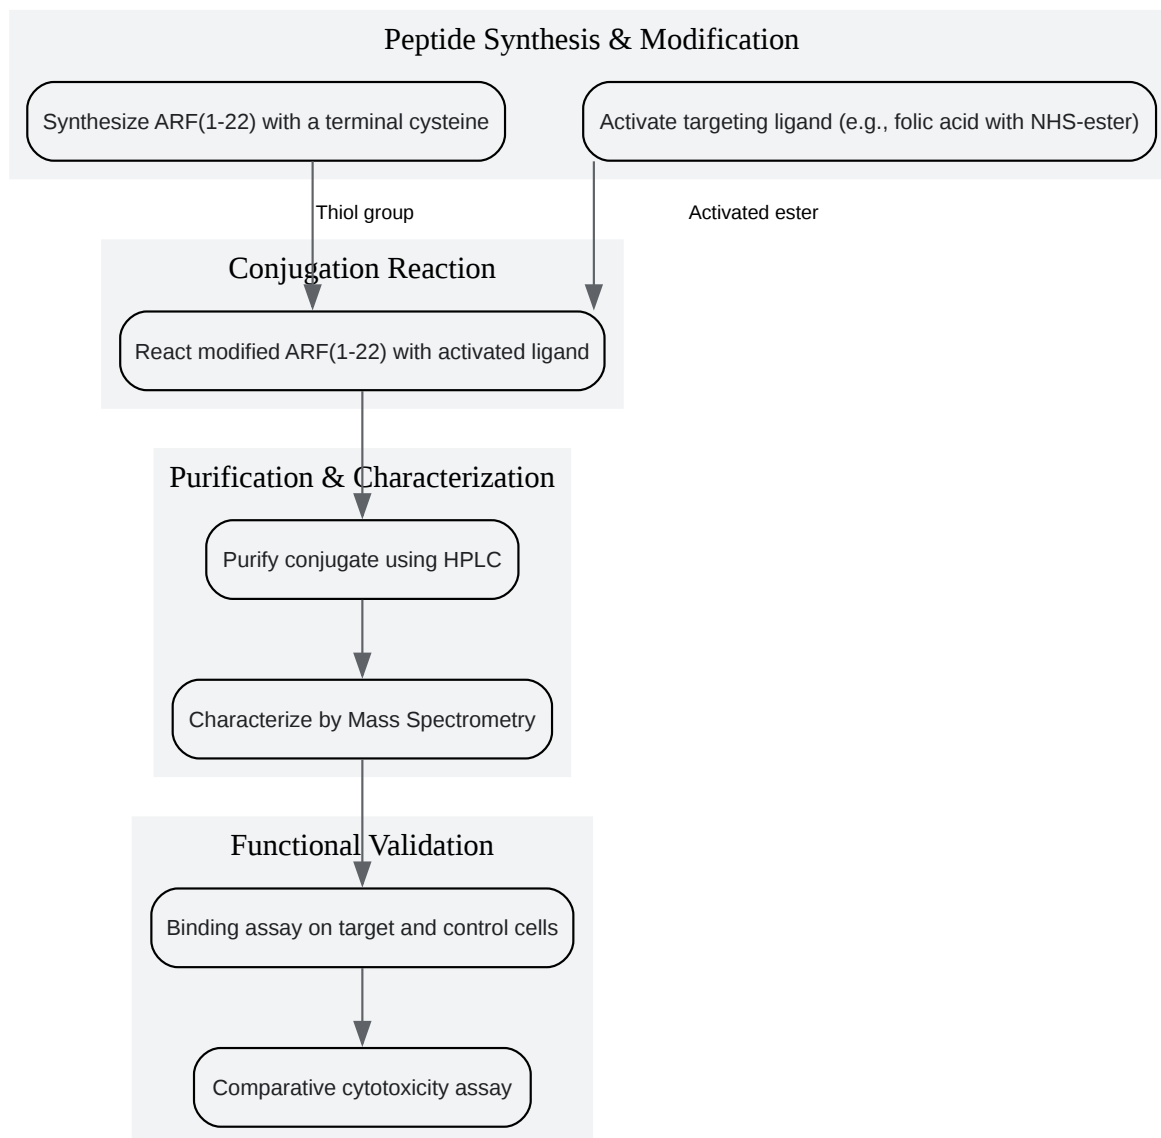 Peptide Synthesis & Modification
Synthesize ARF(1-22) with a terminal cysteine
Activate targeting ligand (e.g., folic acid with NHS-ester)
Thiol group
Activated ester
Conjugation Reaction
React modified ARF(1-22) with activated ligand
Purification & Characterization
Purify conjugate using HPLC
Characterize by Mass Spectrometry
Functional Validation
Binding assay on target and control cells
Comparative cytotoxicity assay